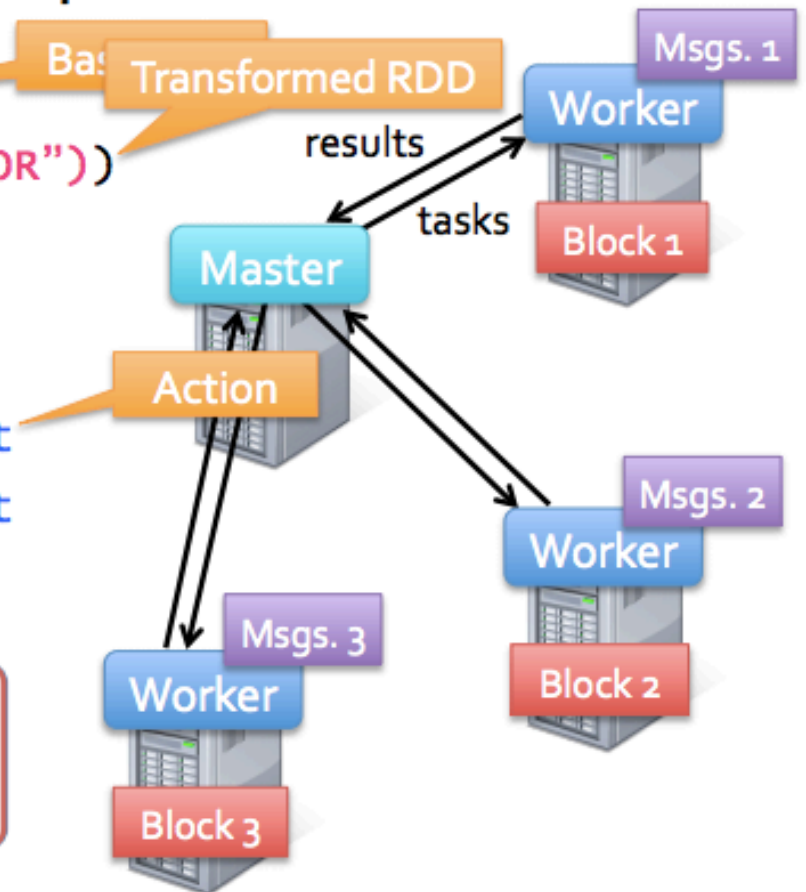 Bas
Transformed RDD
Msgs. 1
Worker
OR”))
results
tasks
Block 1
Master
Action
t
t
Msgs. 2
Worker
Block 2
Msgs. 3
Worker
Block 3